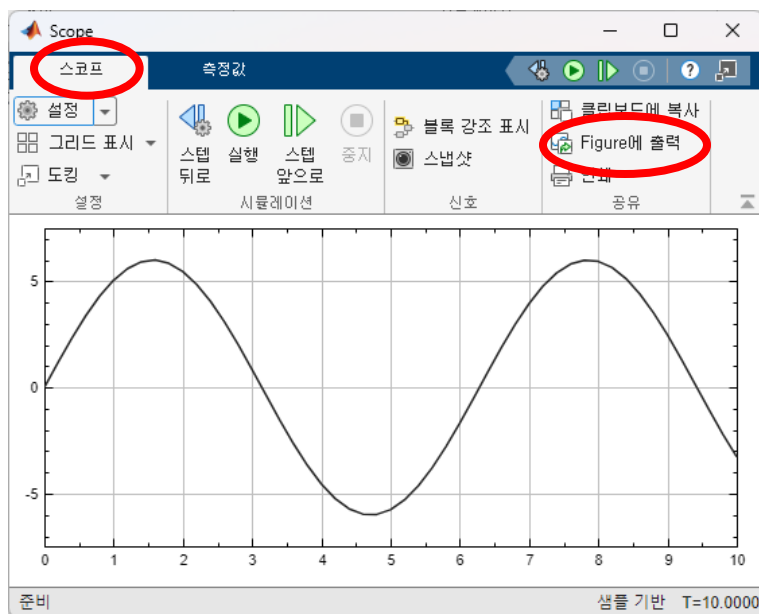 Scope
스코프
측정값
설정
그리드 표시
도킹
설정
스텝
뒤로
실행
스텝
앞으로
중지
시뮬레이션
블록 강조 표시
스냅샷
신호
클립보드에 복사
Figure에 출력
인쇄
공유
5
0
-5
0 1 2 3 4 5 6 7 8 9 10
준비
샘플 기반 T=10.0000